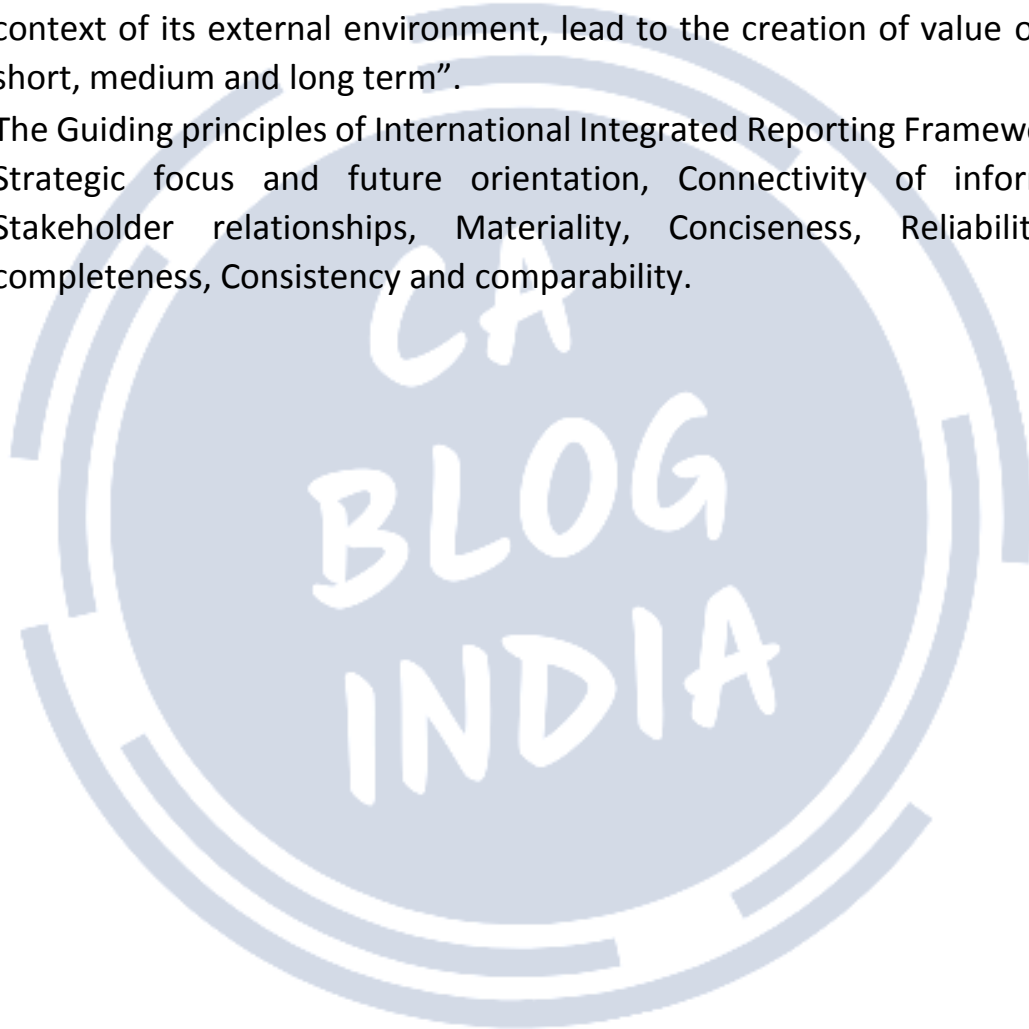 context of its external environment, lead to the creation of value o
short, medium and long term”.
The Guiding principles of International Integrated Reporting Framew
Strategic focus and future orientation, Connectivity of infor
Stakeholder relationships, Materiality, Conciseness, Reliabilit
completeness, Consistency and comparability.
CA
BLOG
INDIA